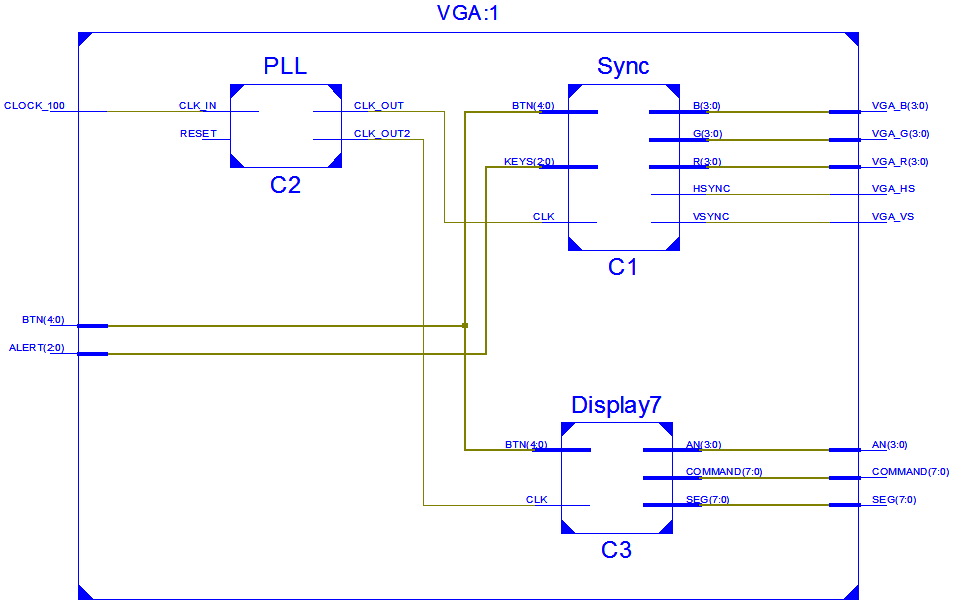 VGA:1
PLL
Sync
CLOCK_100
CLK_IN
CLK_OUT
BTN(4:0)
B(3:0)
VGA_B(3:0)
RESET
CLK_OUT2
G(3:0)
VGA_G(3:0)
KEYS(2:0)
R(3:0)
VGA_R(3:0)
C2
HSYNC
VGA_HS
CLK
VSYNC
VGA_VS
C1
BTN(4:0)
ALERT(2:0)
Display7
BTN(4:0)
AN(3:0)
AN(3:0)
COMMAND(7:0)
COMMAND(7:0)
CLK
SEG(7:0)
SEG(7:0)
C3